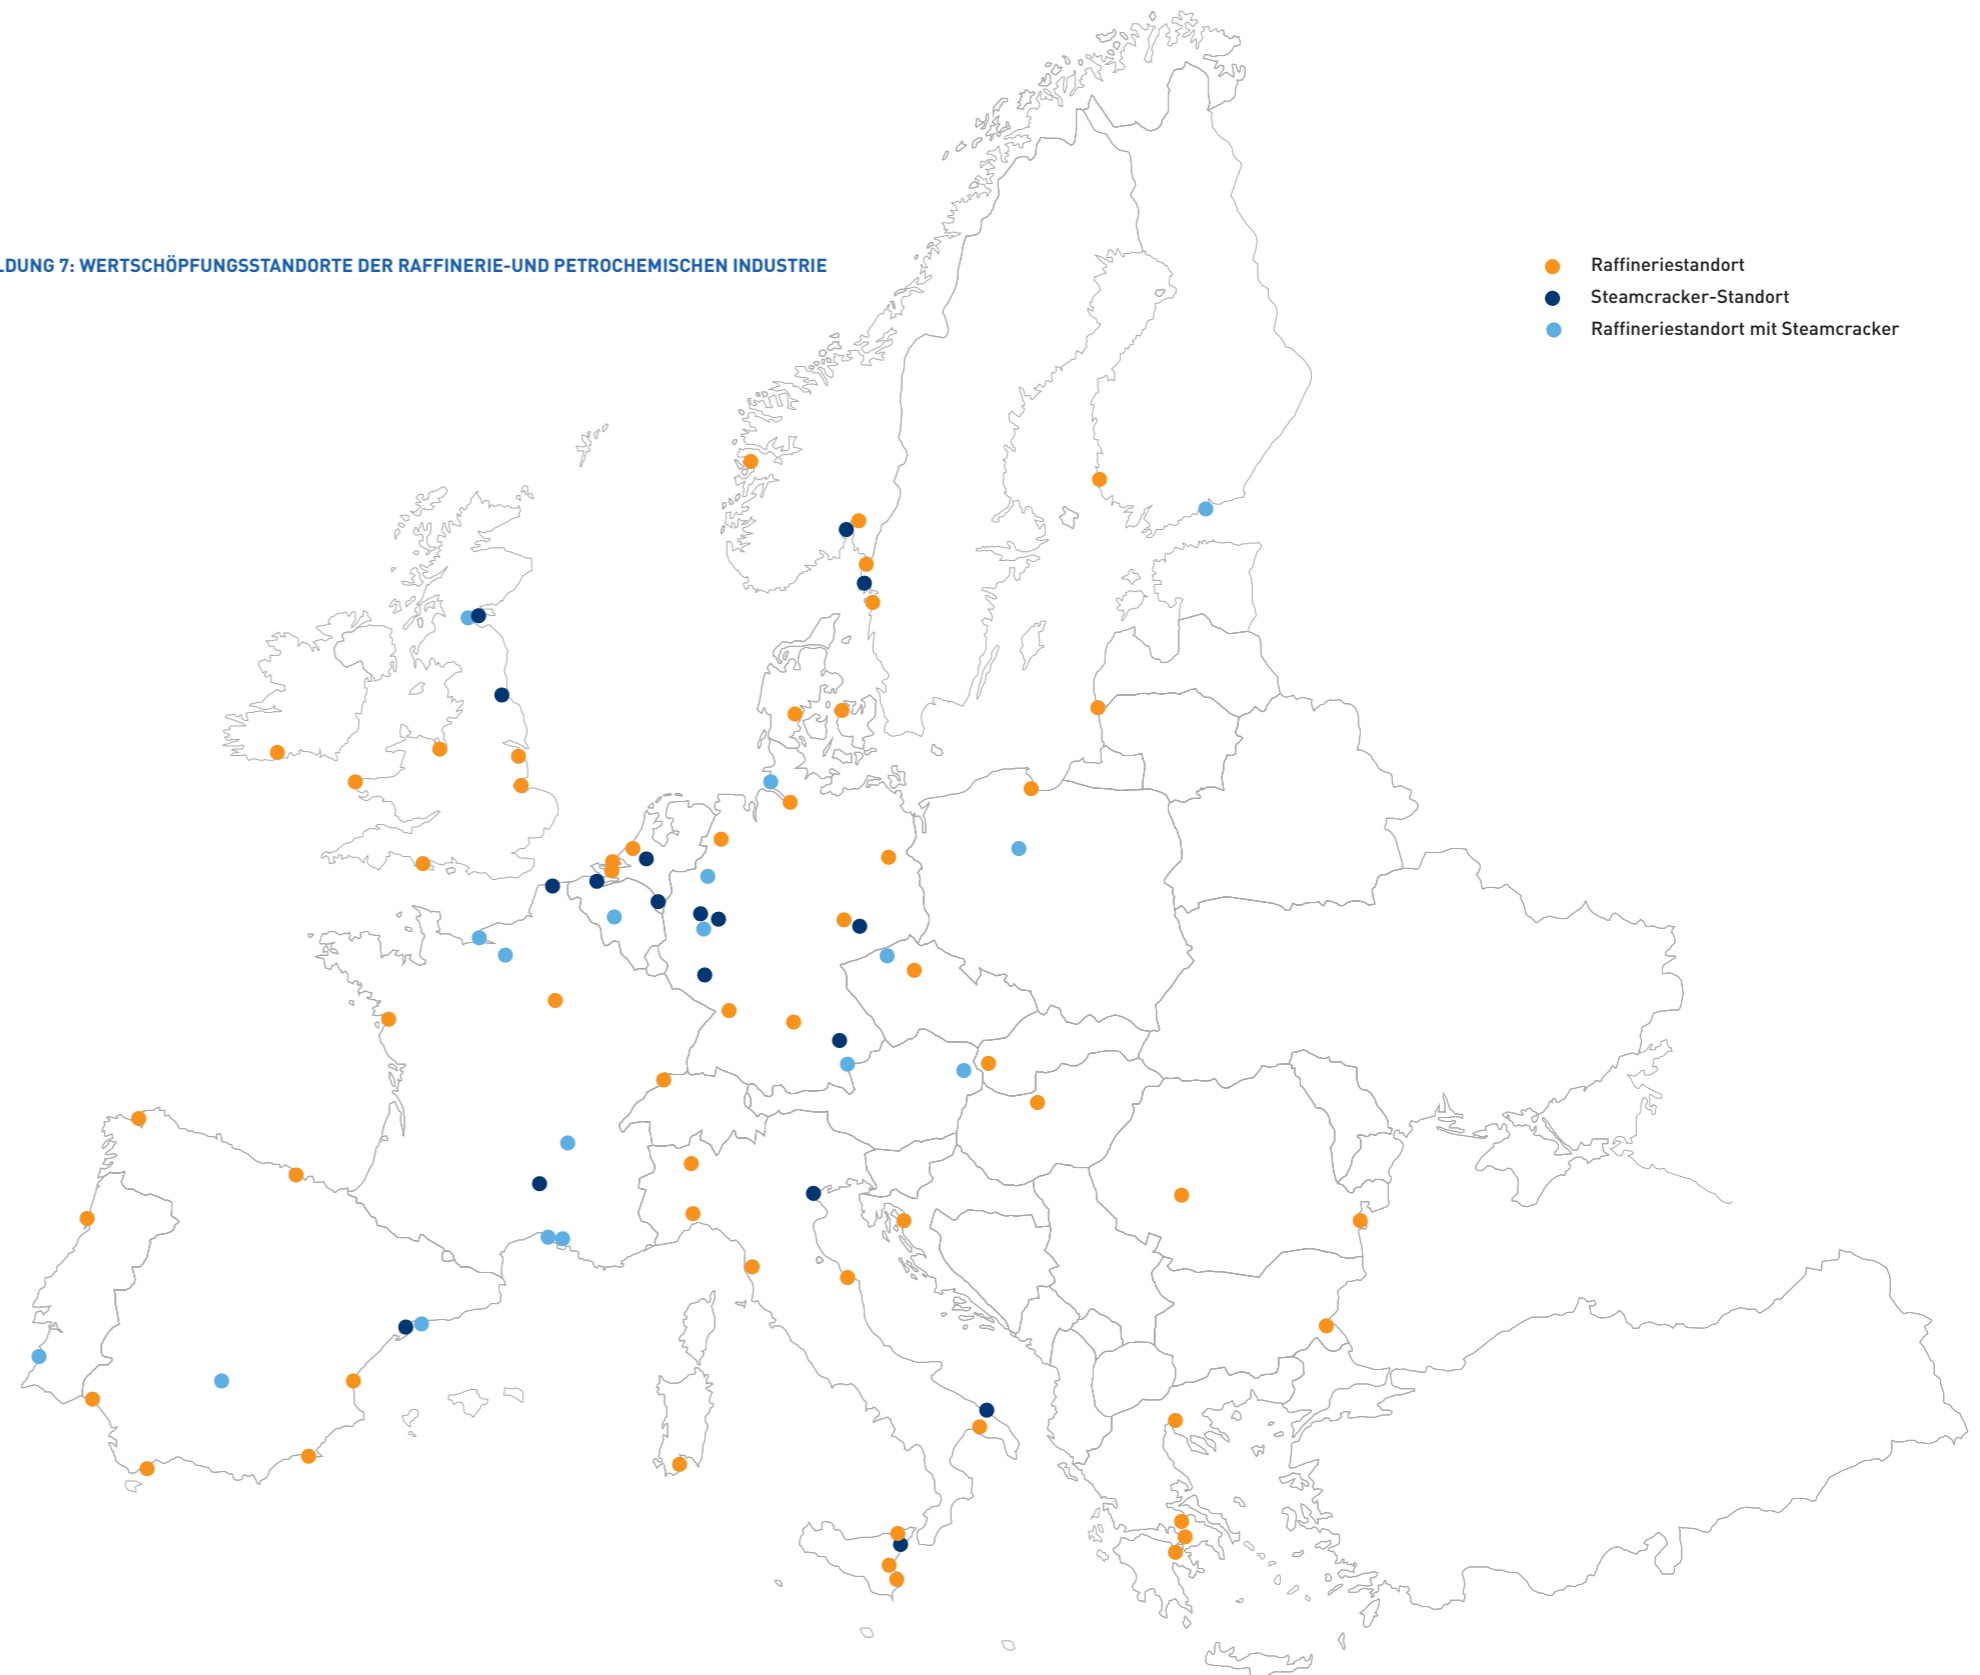 LDUNG 7: WERTSCHÖPFUNGSSTANDORTE DER RAFFINERIE-UND PETROCHEMISCHEN INDUSTRIE
Raffineriestandort
Steamcracker-Standort
Raffineriestandort mit Steamcracker